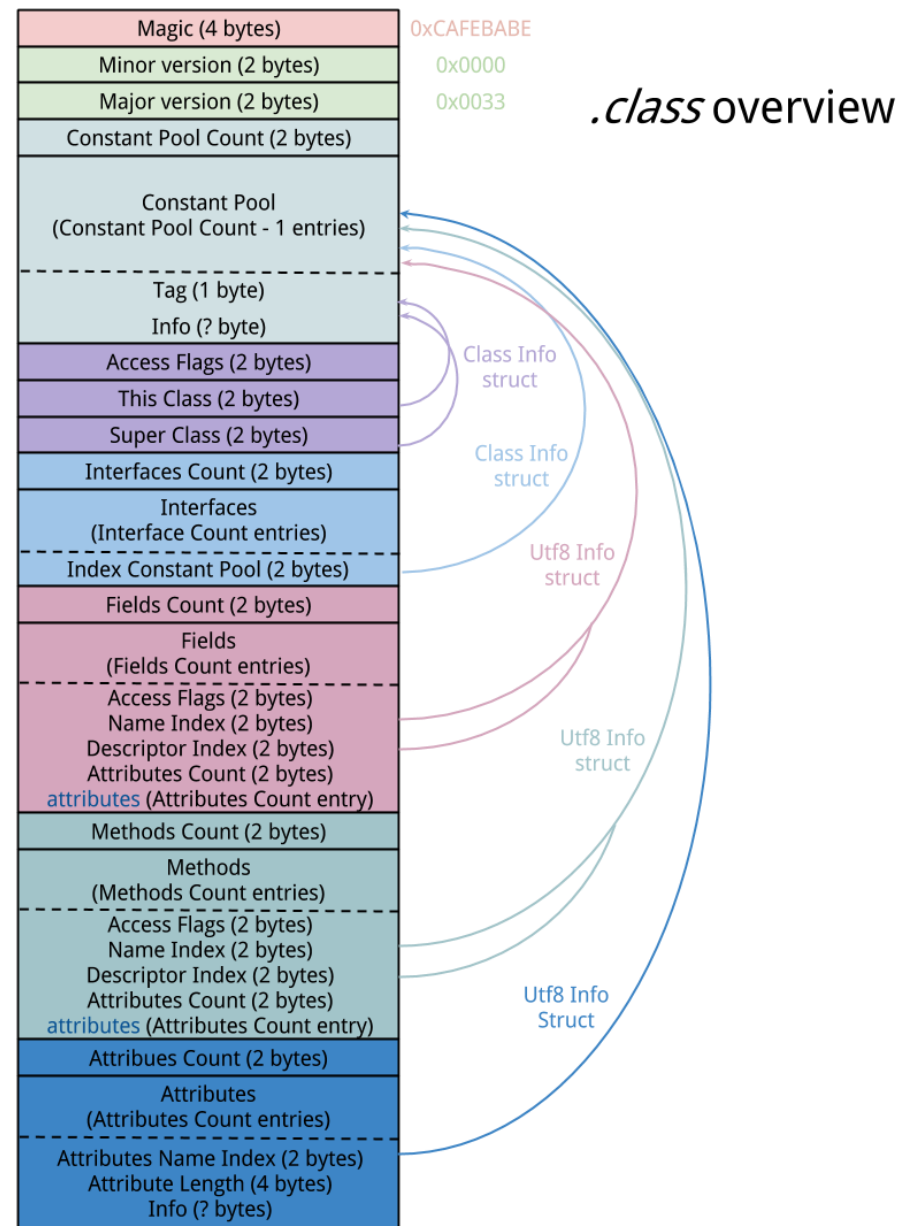 Magic (4 bytes)
0xCAFEBABE
Minor version (2 bytes)
0x0000
Major version (2 bytes)
0x0033
.class overview
Constant Pool Count (2 bytes)
Constant Pool
(Constant Pool Count - 1 entries)
Tag (1 byte)
Info (? byte)
Access Flags (2 bytes)
This Class (2 bytes)
Super Class (2 bytes)
Class Info
struct
Interfaces Count (2 bytes)
Interfaces
(Interface Count entries)
Index Constant Pool (2 bytes)
Class Info
struct
Fields Count (2 bytes)
Fields
(Fields Count entries)
Access Flags (2 bytes)
Name Index (2 bytes)
Descriptor Index (2 bytes)
Attributes Count (2 bytes)
attributes (Attributes Count entry)
Utf8 Info
struct
Methods Count (2 bytes)
Methods
(Methods Count entries)
Access Flags (2 bytes)
Name Index (2 bytes)
Descriptor Index (2 bytes)
Attributes Count (2 bytes)
attributes (Attributes Count entry)
Utf8 Info
struct
Attribues Count (2 bytes)
Attributes
(Attributes Count entries)
Attributes Name Index (2 bytes)
Attribute Length (4 bytes)
Info (? bytes)
Utf8 Info
Struct